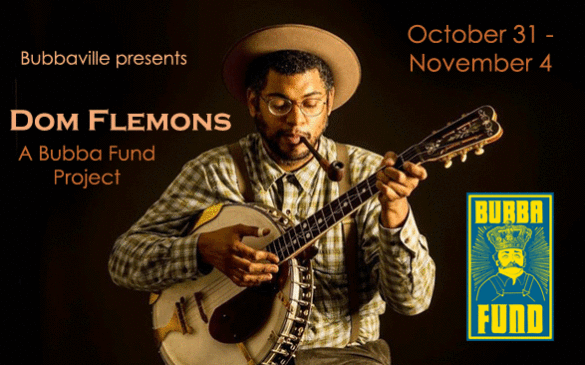 Bubbaville presents
DOM FLEMONS
A Bubba Fund
Project
October 31 -
November 4
BUBBA
FUND